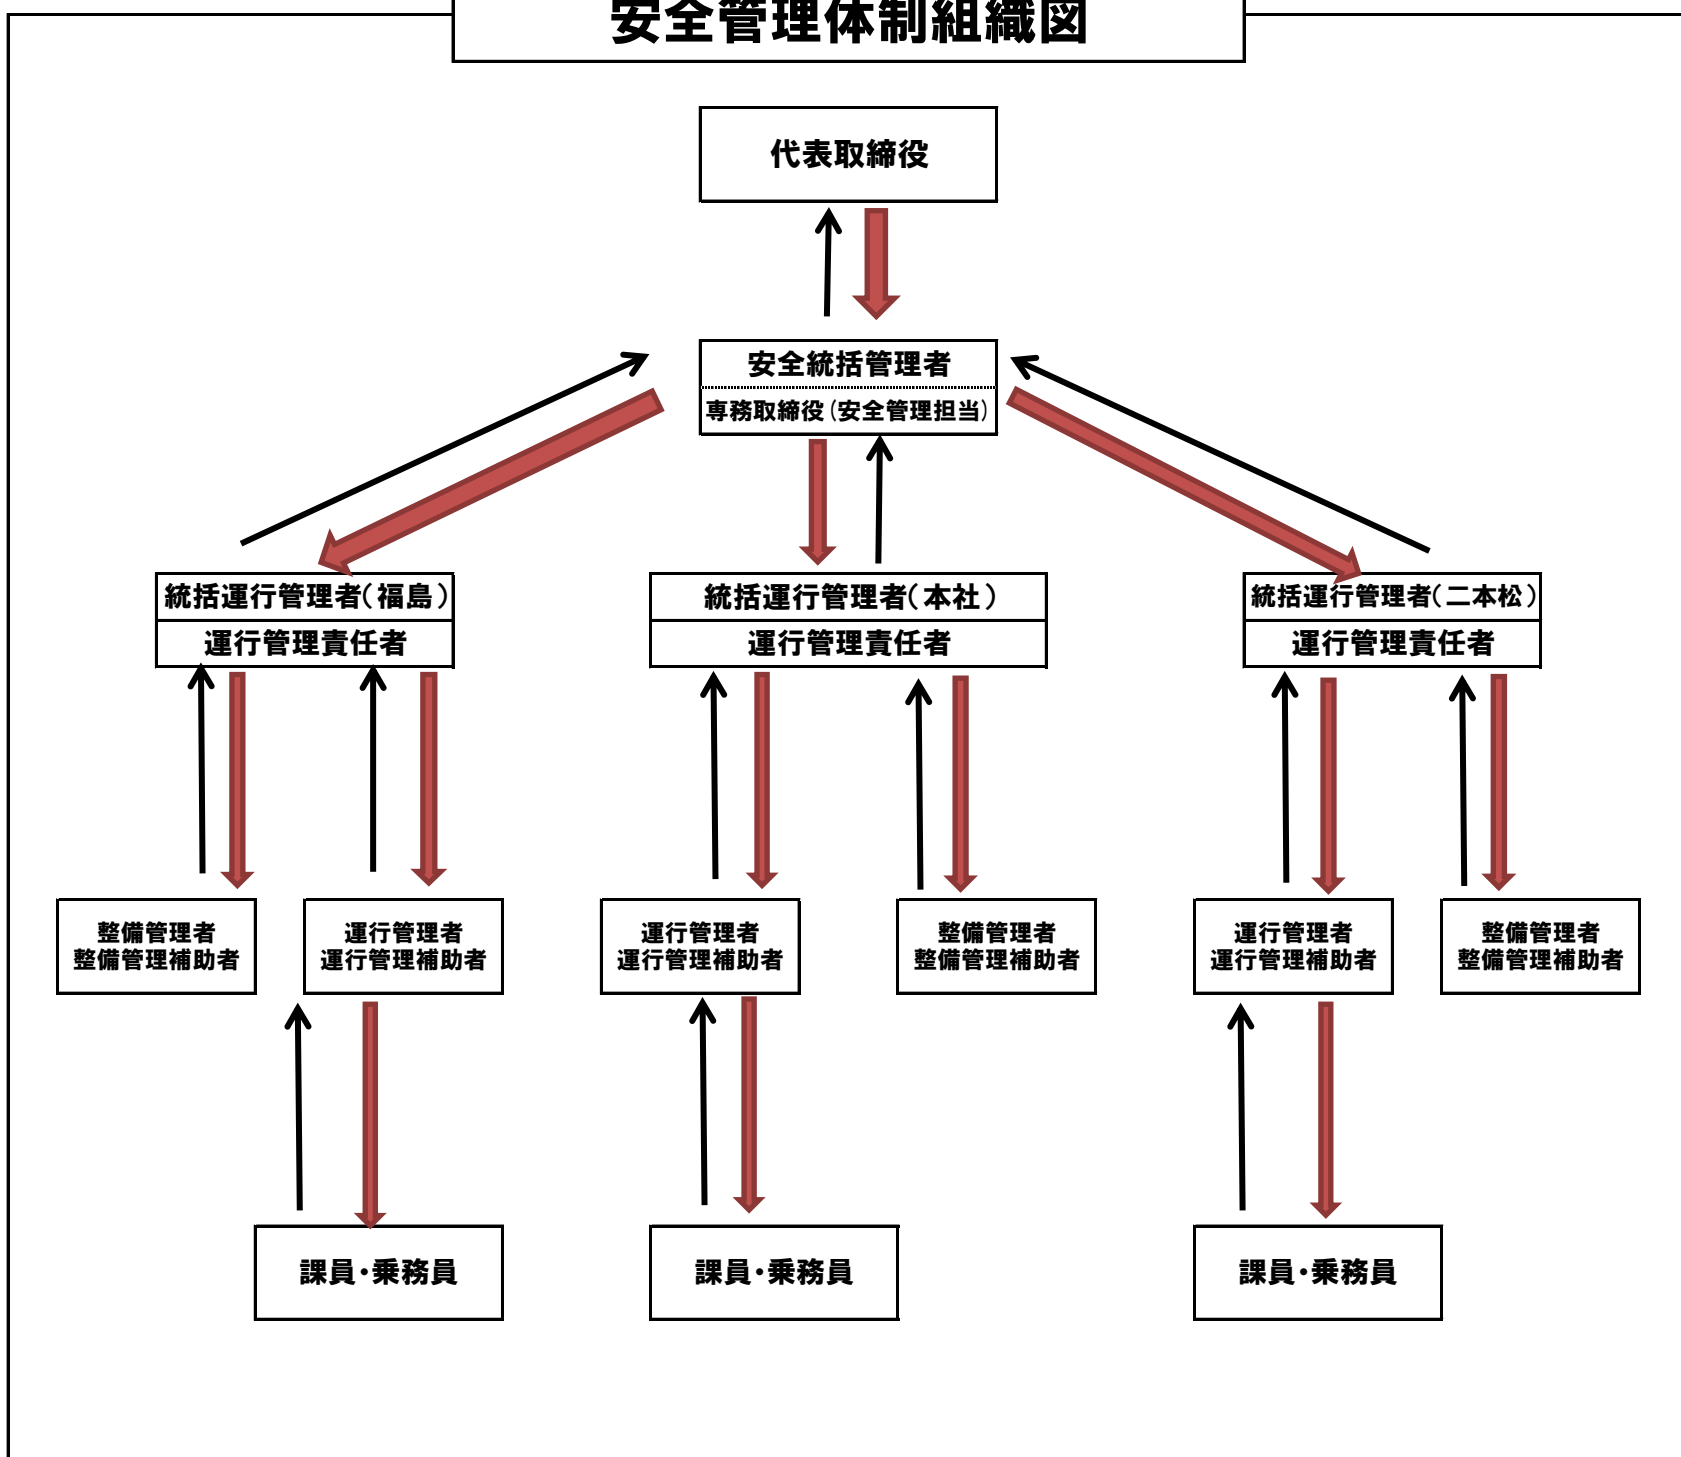 安全管理体制組織図
代表取締役
安全統括管理者
専務取締役(安全管理担当)
統括運行管理者(福島)
運行管理責任者
統括運行管理者(本社)
運行管理責任者
統括運行管理者(二本松)
運行管理責任者
整備管理者
整備管理補助者
運行管理者
運行管理補助者
運行管理者
運行管理補助者
整備管理者
整備管理補助者
運行管理者
運行管理補助者
整備管理者
整備管理補助者
課員・乗務員
課員・乗務員
課員・乗務員